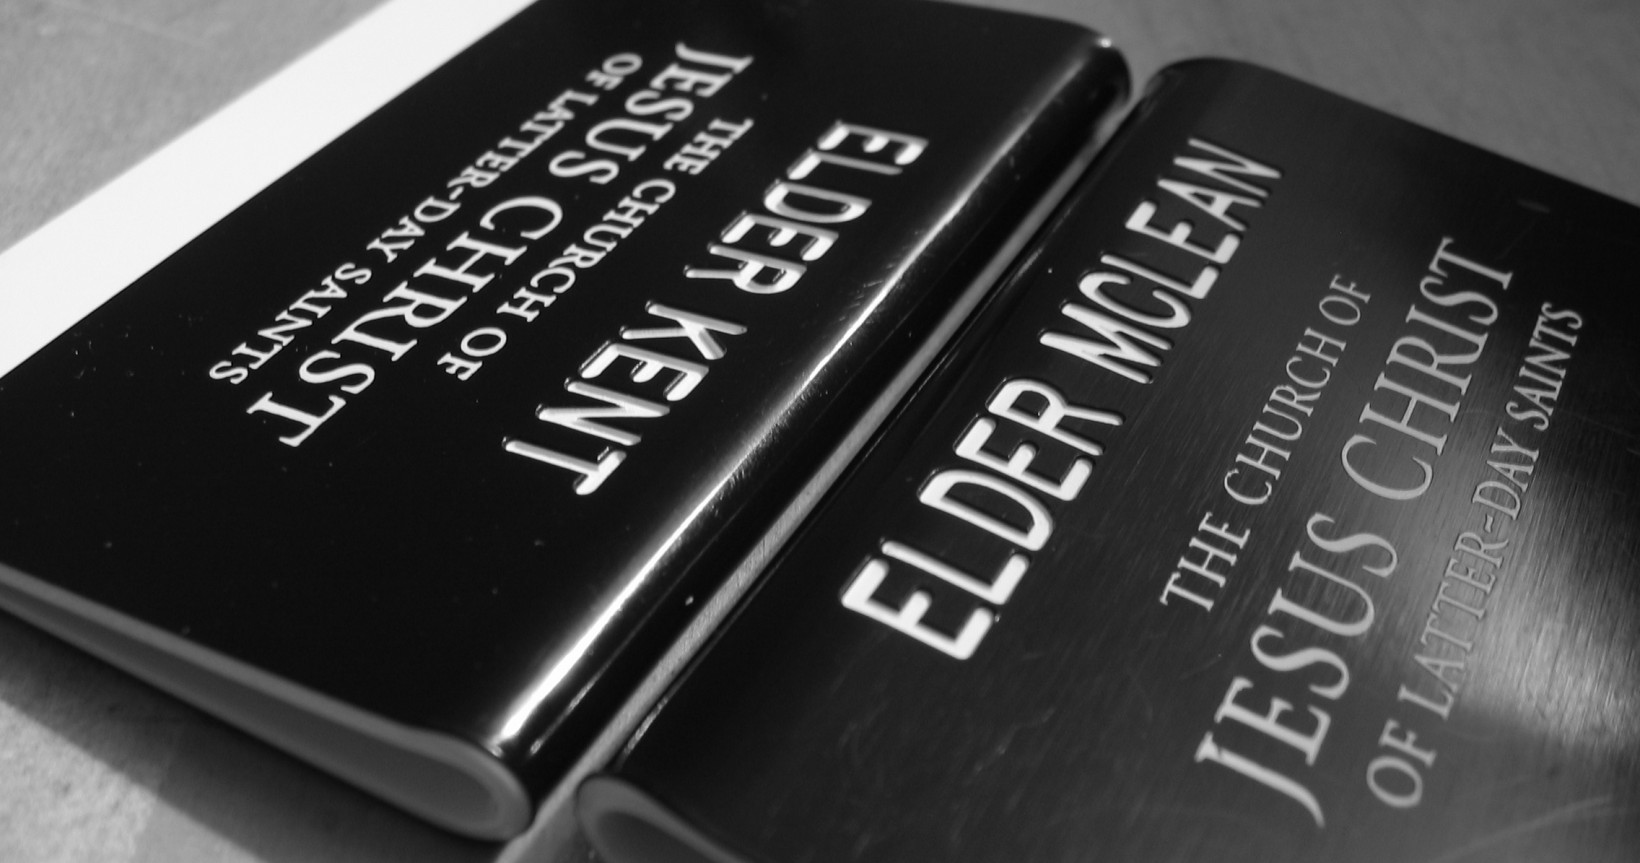 ELDER KENT
THE CHURCH OF
JESUS CHRIST
OF LATTER-DAY SAINTS
ELDER MCLEAN
THE CHURCH OF
JESUS CHRIST
OF LATTER-DAY SAINTS